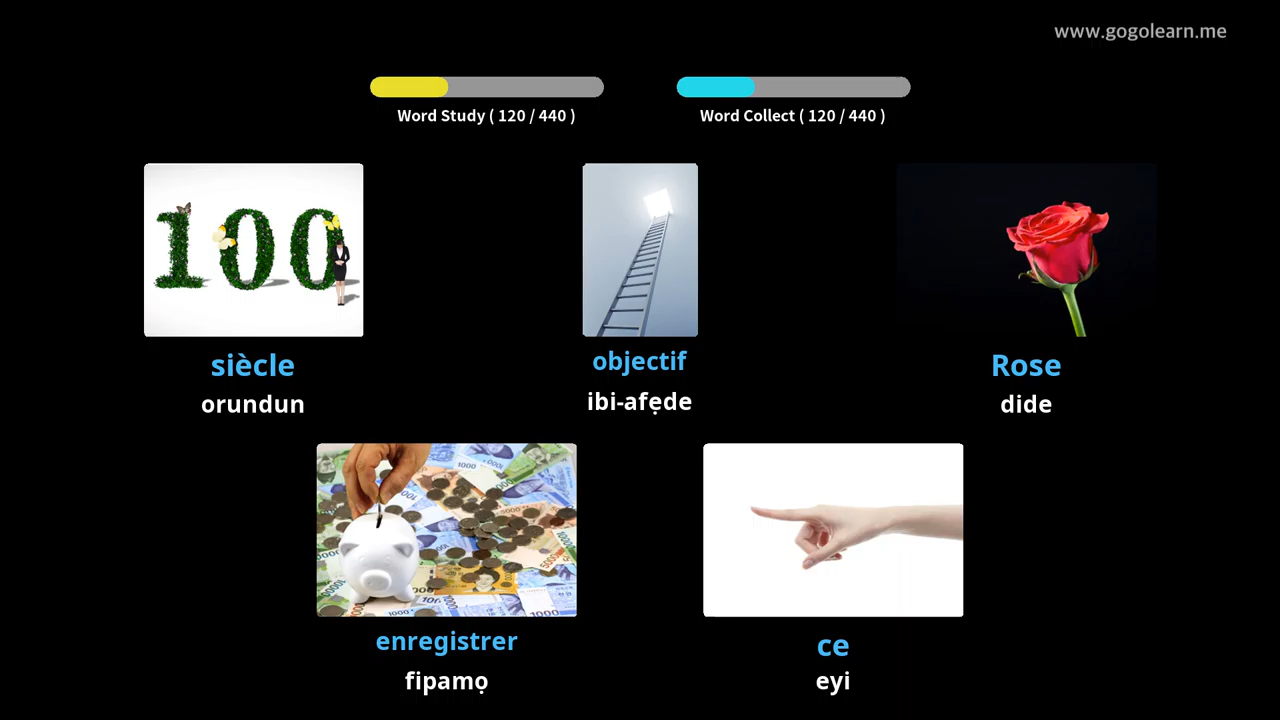 www.gogolearn.me
Word Study ( 120 / 440 )
Word Collect ( 120 / 440 )
siècle
orundun
objectif
ibi-afẹde
Rose
dide
enregistrer
fipamọ
ce
eyi